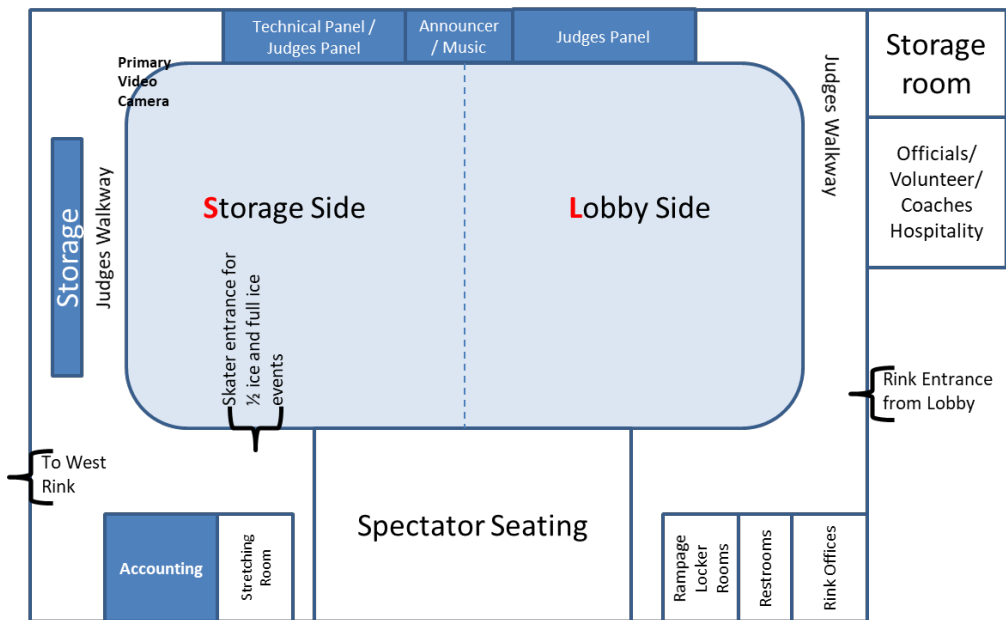 Technical Panel /
Judges Panel
Announcer
/ Music
Judges Panel
Primary
Video
Camera
Storage
room
Judges Walkway
Officials/
Volunteer/
Coaches
Hospitality
Storage
Judges Walkway
Storage Side
Lobby Side
Skater entrance for
½ ice and full ice
events
Rink Entrance
from Lobby
To West
Rink
Accounting
Stretching
Room
Spectator Seating
Rampage
Locker
Rooms
Restrooms
Rink Offices